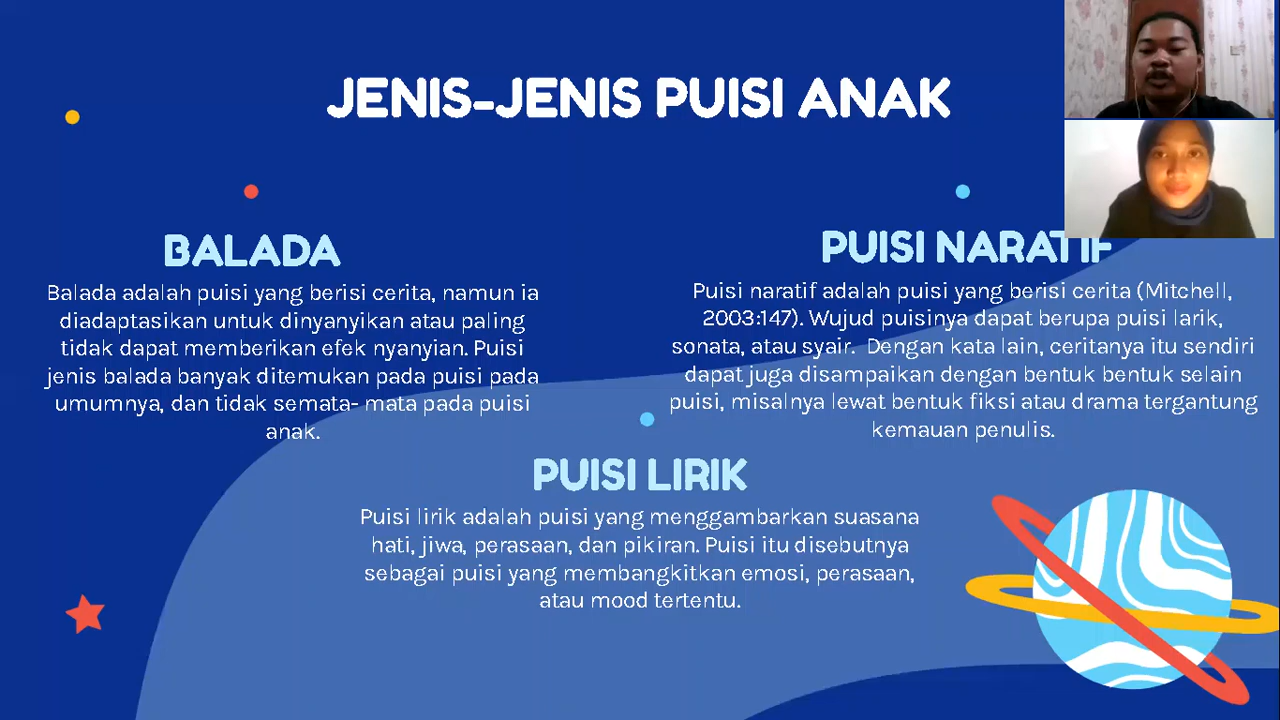 JENIS-JENIS PUISI ANAK
BALADA
Balada adalah puisi yang berisi cerita, namun ia
diadaptasikan untuk dinyanyikan atau paling
tidak dapat memberikan efek nyanyian. Puisi
jenis balada banyak ditemukan pada puisi pada
umumnya, dan tidak semata- mata pada puisi
anak.
PUISI NARATIF
Puisi naratif adalah puisi yang berisi cerita (Mitchell,
2003:147). Wujud puisinya dapat berupa puisi larik,
sonata, atau syair. Dengan kata lain, ceritanya itu sendiri
dapat juga disampaikan dengan bentuk bentuk selain
puisi, misalnya lewat bentuk fiksi atau drama tergantung
kemauan penulis.
PUISI LIRIK
Puisi lirik adalah puisi yang menggambarkan suasana
hati, jiwa, perasaan, dan pikiran. Puisi itu disebutnya
sebagai puisi yang membangkitkan emosi, perasaan,
atau mood tertentu.